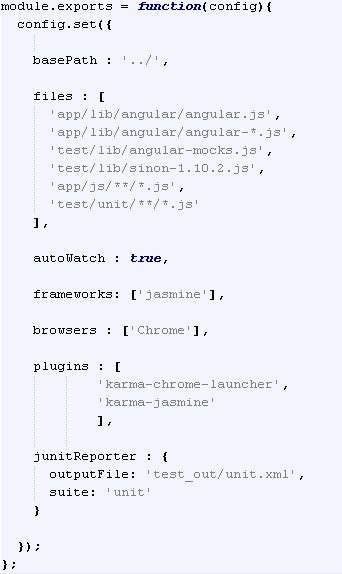 module.exports = function(config){
  config.set({

    basePath : '../',

    files : [
      'app/lib/angular/angular.js',
      'app/lib/angular/angular-*.js',
      'test/lib/angular-mocks.js',
      'test/lib/sinon-1.10.2.js',
      'app/js/**/*.js',
      'test/unit/**/*.js'
    ],

    autoWatch : true,

    frameworks: ['jasmine'],

    browsers : ['Chrome'],

    plugins : [
            'karma-chrome-launcher',
            'karma-jasmine'
            ],

    junitReporter : {
      outputFile: 'test_out/unit.xml',
      suite: 'unit'
    }

  });
};